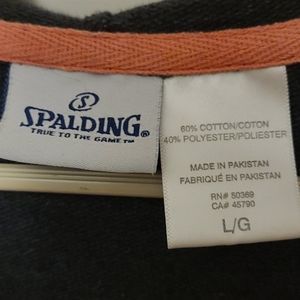 S
SPALDING®
TRUE TO THE GAME™
60% COTTON/COTON
40% POLYESTER/POLIESTER
MADE IN PAKISTAN
FABRIQUÉ EN PAKISTAN
RN# 50369
CA# 45790
L/G